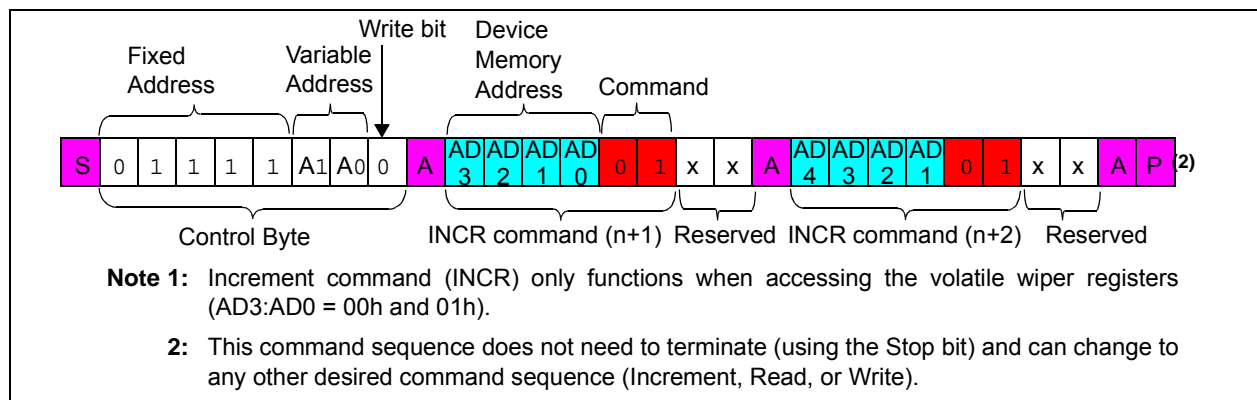 Write bit
Device Memory Address
Fixed Address
Variable Address
Command
S 0 1 1 1 1 A1 A0 0 A AD3 AD2 AD1 AD0 0 1 x x A AD4 AD3 AD2 AD1 0 1 x x A P (2)
Control Byte
INCR command (n+1)
Reserved
INCR command (n+2)
Reserved
Note 1: Increment command (INCR) only functions when accessing the volatile wiper registers
(AD3:AD0 = 00h and 01h).
2: This command sequence does not need to terminate (using the Stop bit) and can change to
any other desired command sequence (Increment, Read, or Write).